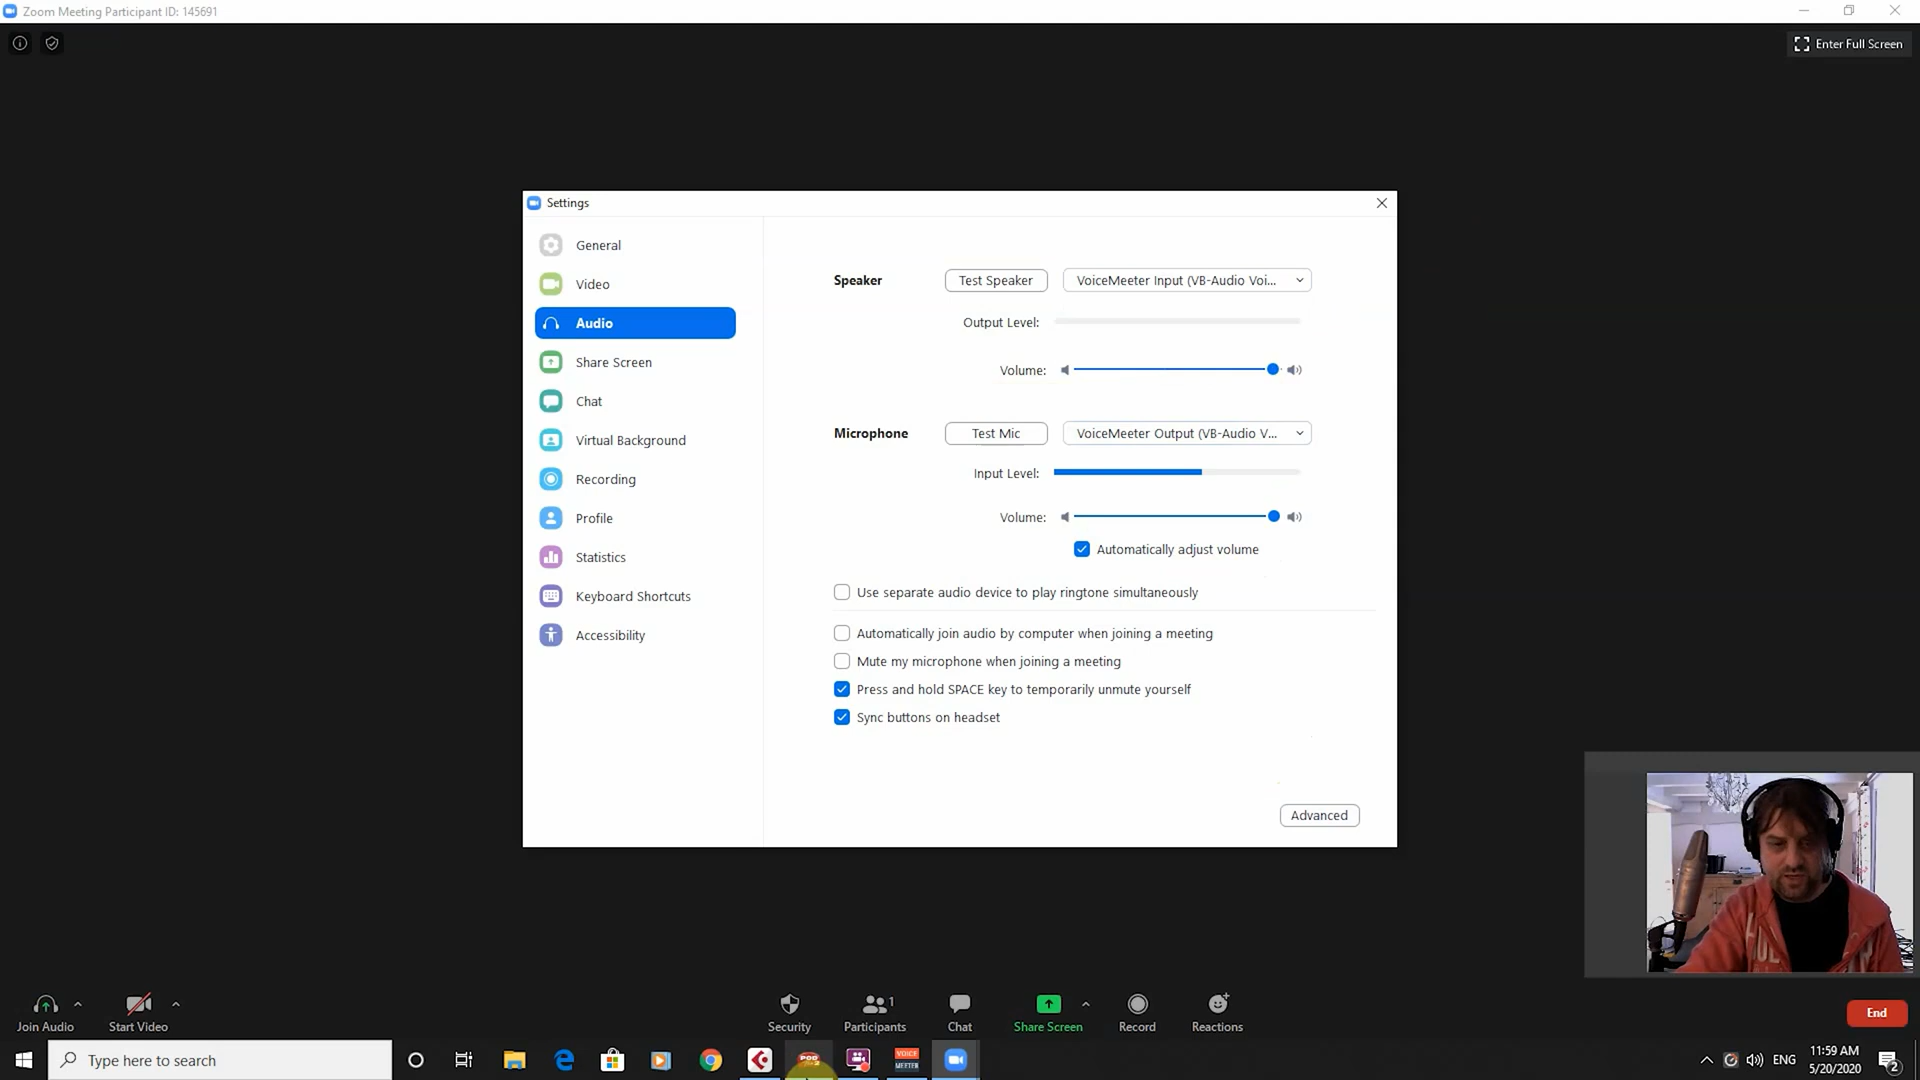 Zoom Meeting Participant ID: 145691
Enter Full Screen
Settings
General
Video
Audio
Share Screen
Chat
Virtual Background
Recording
Profile
Statistics
Keyboard Shortcuts
Accessibility
Speaker
Test Speaker
VoiceMeeter Input (VB-Audio Voi...
Output Level:
Volume:
Microphone
Test Mic
VoiceMeeter Output (VB-Audio V...
Input Level:
Volume:
Automatically adjust volume
Use separate audio device to play ringtone simultaneously
Automatically join audio by computer when joining a meeting
Mute my microphone when joining a meeting
Press and hold SPACE key to temporarily unmute yourself
Sync buttons on headset
Advanced
Join Audio
Start Video
Security
1
Participants
Chat
Share Screen
Record
Reactions
End
Type here to search
POD
VOICE
MEETER
ENG
11:59 AM
5/20/2020
2